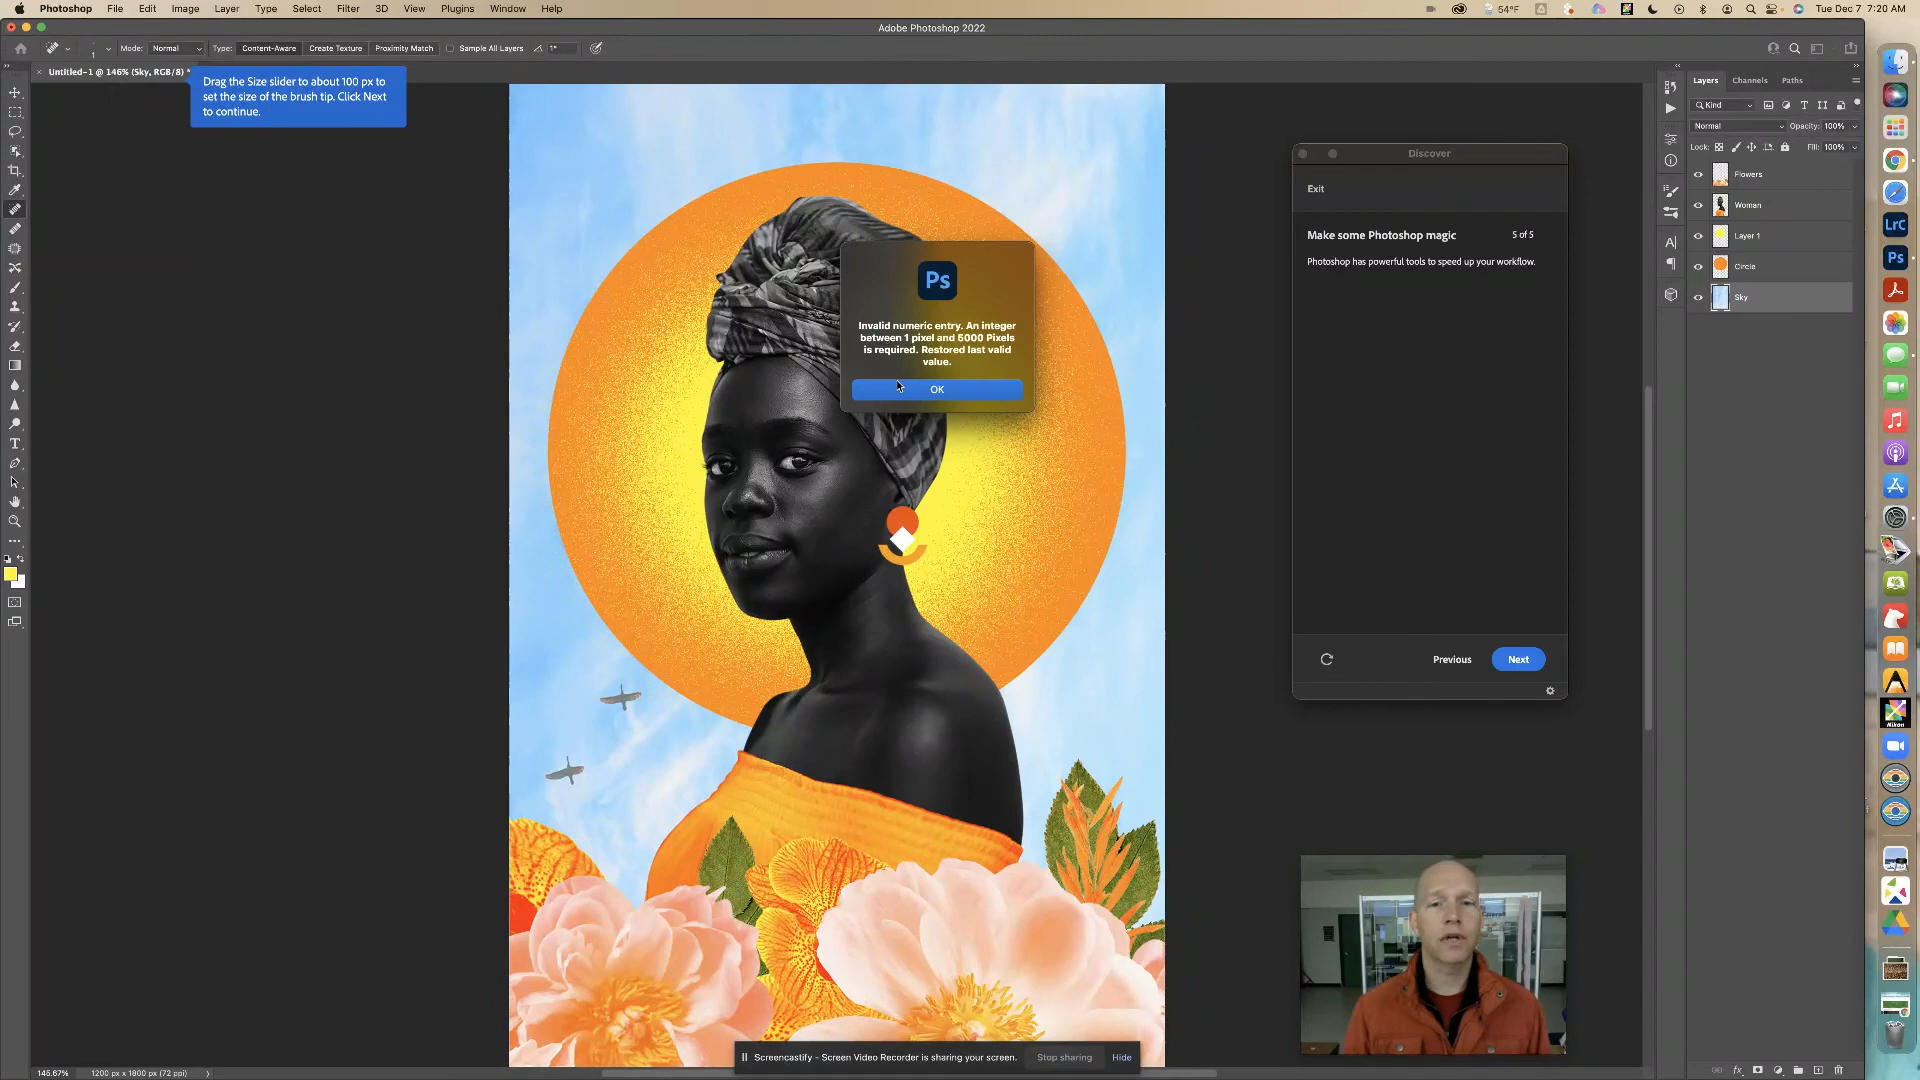 Photoshop File Edit Image Layer Type Select Filter 3D View Plugins Window Help 54°F Tue Dec 7 7:20 AM
Adobe Photoshop 2022
1 Mode: Normal Type: Content-Aware Create Texture Proximity Match Sample All Layers 1°
Untitled-1 @ 146% (Sky, RGB/8) *
Drag the Size slider to about 100 px to
set the size of the brush tip. Click Next
to continue.
Ps
Invalid numeric entry. An integer
between 1 pixel and 5000 Pixels
is required. Restored last valid
value.
OK
Discover
Exit
Make some Photoshop magic 5 of 5
Photoshop has powerful tools to speed up your workflow.
Previous Next
Layers Channels Paths
Kind
Normal Opacity: 100%
Lock: Fill: 100%
Flowers
Woman
Layer 1
Circle
Sky
LrC
Ps
Nikon
Screencastify - Screen Video Recorder is sharing your screen. Stop sharing Hide
145.67% 1200 px x 1800 px (72 ppi)